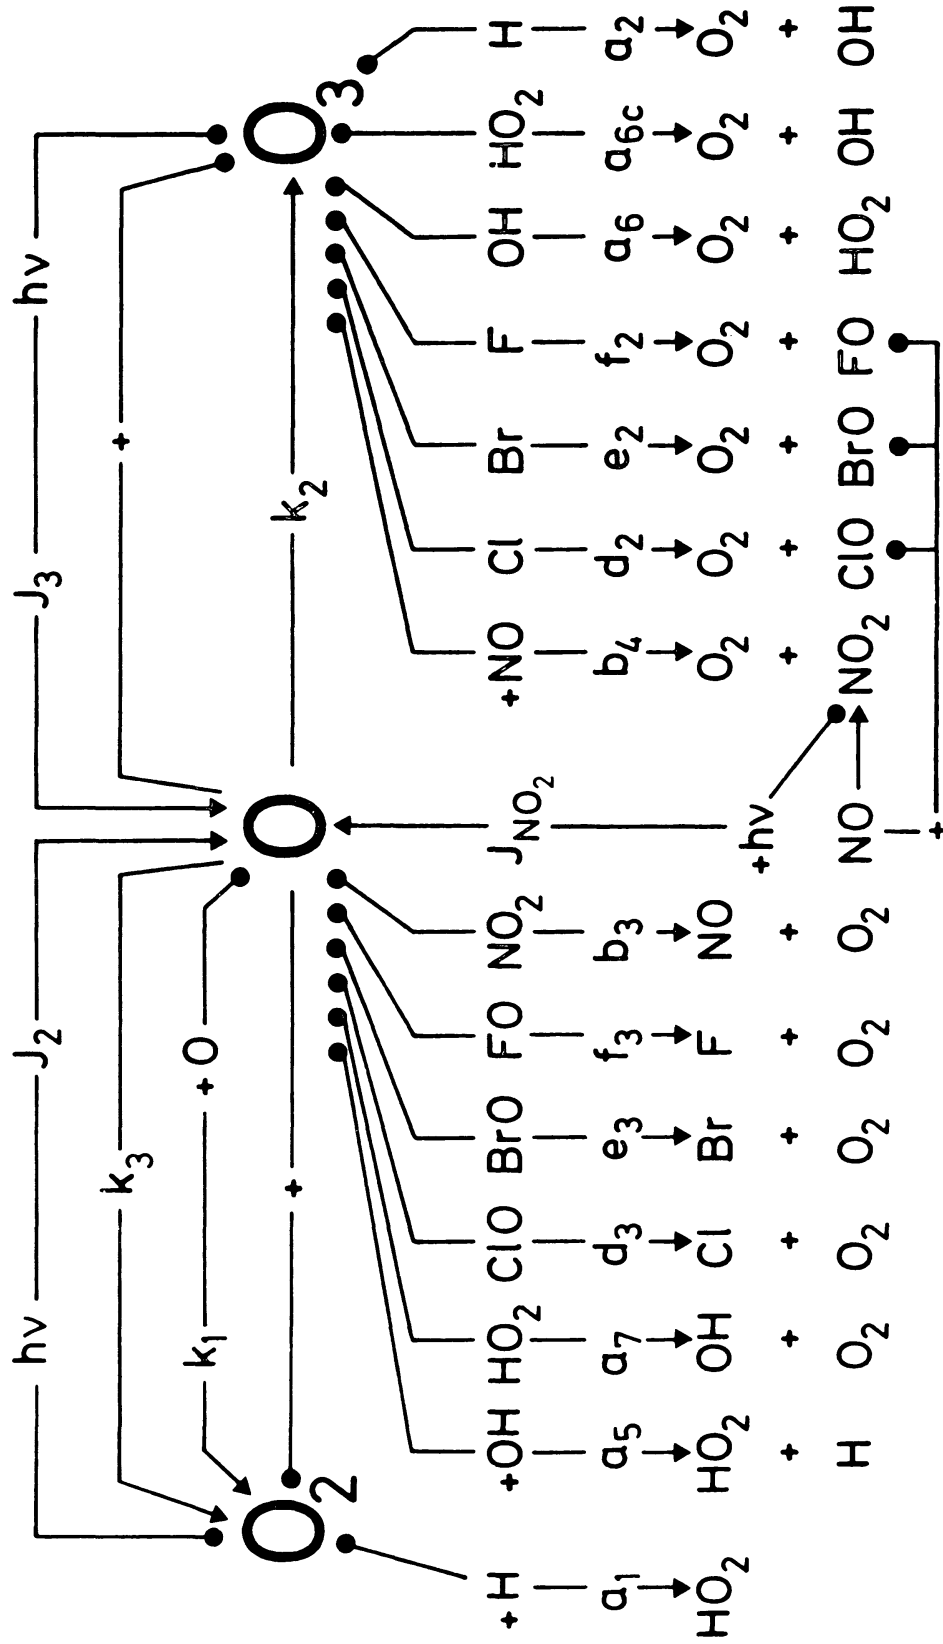 hν J₂ J₃ hν
k₃ +
k₁ + O
O₂ + O k₂ O₃
+H +OH HO₂ ClO BrO FO NO₂ J_NO₂ +NO Cl Br F OH HO₂ H
a₁ a₅ a₇ d₃ e₃ f₃ b₃ b₄ d₂ e₂ f₂ a₆ a₆c a₂
HO₂ HO₂ OH Cl Br F NO O₂ O₂ O₂ O₂ O₂ O₂ O₂
+hν
+ + + + + + + + + + + + +
H O₂ O₂ O₂ O₂ O₂ NO NO₂ ClO BrO FO HO₂ OH OH
+